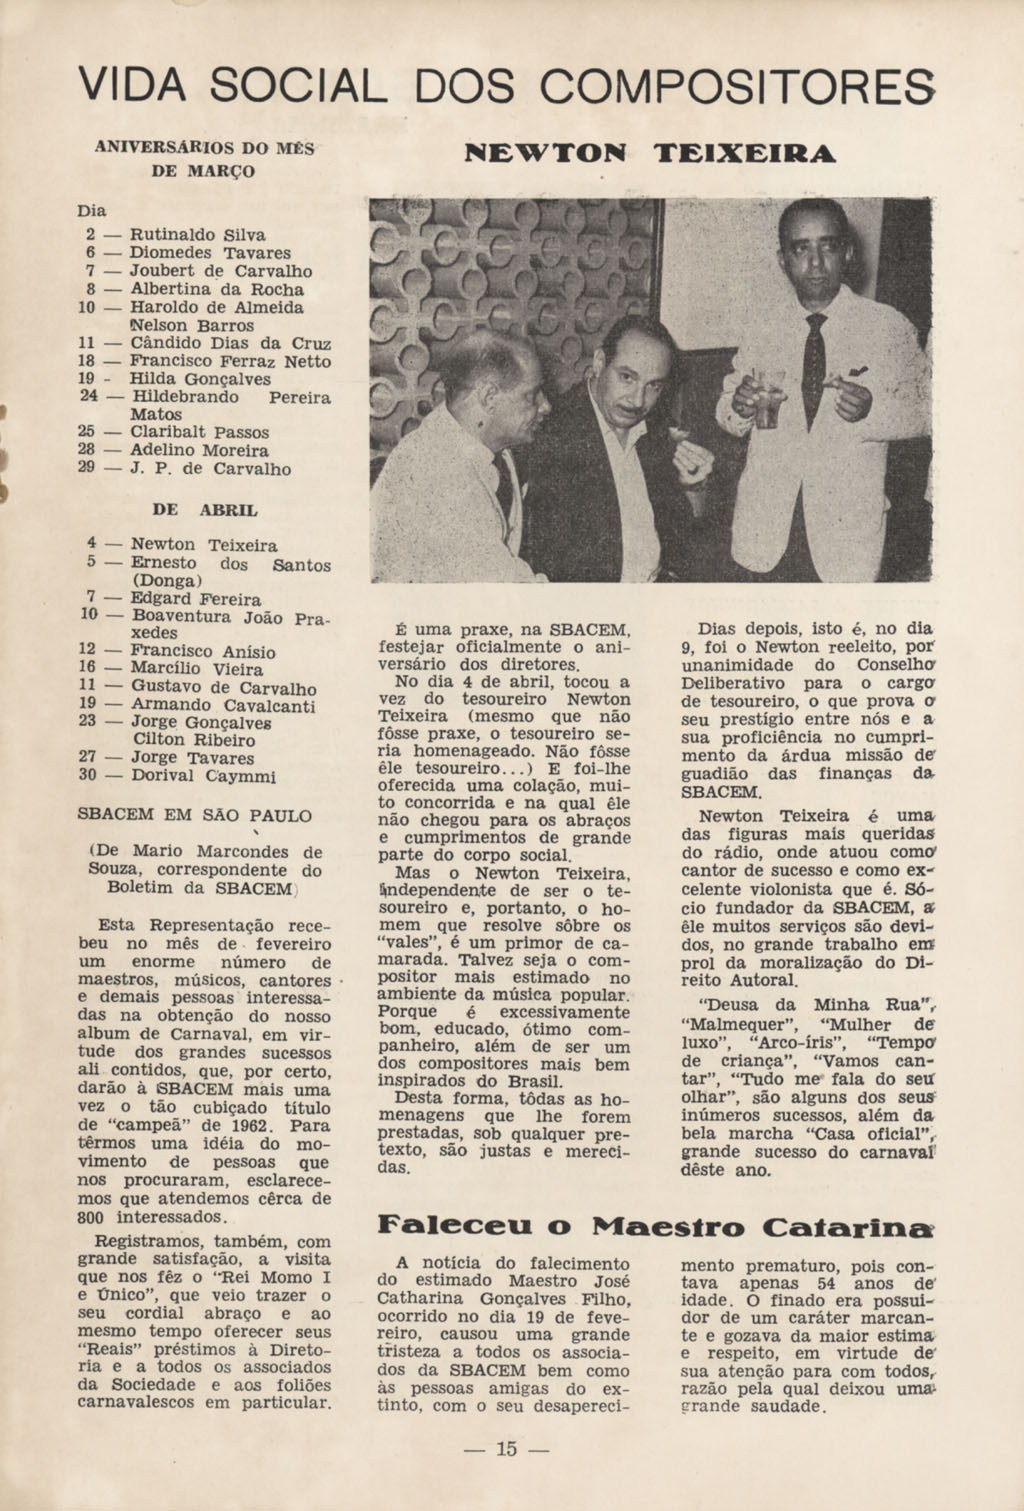 VIDA SOCIAL DOS COMPOSITORES
ANIVERSÁRIOS DO MÊS
DE MARÇO
Dia
2 — Rutinaldo Silva
6 — Diomedes Tavares
7 — Joubert de Carvalho
8 — Albertina da Rocha
10 — Haroldo de Almeida
Nelson Barros
11 — Cândido Dias da Cruz
18 — Francisco Ferraz Netto
19 - Hilda Gonçalves
24 — Hildebrando Pereira
Matos
25 — Claribalt Passos
28 — Adelino Moreira
29 — J. P. de Carvalho
DE ABRIL
4 — Newton Teixeira
5 — Ernesto dos Santos
(Donga)
7 — Edgard Fereira
10 — Boaventura João Pra-
xedes
12 — Francisco Anísio
16 — Marcílio Vieira
11 — Gustavo de Carvalho
19 — Armando Cavalcanti
23 — Jorge Gonçalves
Cilton Ribeiro
27 — Jorge Tavares
30 — Dorival Caymmi
SBACEM EM SÃO PAULO
(De Mario Marcondes de
Souza, correspondente do
Boletim da SBACEM)
Esta Representação rece-
beu no mês de fevereiro
um enorme número de
maestros, músicos, cantores
e demais pessoas interessa-
das na obtenção do nosso
album de Carnaval, em vir-
tude dos grandes sucessos
ali contidos, que, por certo,
darão à SBACEM mais uma
vez o tão cubiçado título
de "campeã" de 1962. Para
têrmos uma idéia do mo-
vimento de pessoas que
nos procuraram, esclarece-
mos que atendemos cêrca de
800 interessados.
Registramos, também, com
grande satisfação, a visita
que nos fêz o "Rei Momo I
e Único", que veio trazer o
seu cordial abraço e ao
mesmo tempo oferecer seus
"Reais" préstimos à Direto-
ria e a todos os associados
da Sociedade e aos foliões
carnavalescos em particular.
NEWTON TEIXEIRA
É uma praxe, na SBACEM,
festejar oficialmente o ani-
versário dos diretores.
No dia 4 de abril, tocou a
vez do tesoureiro Newton
Teixeira (mesmo que não
fôsse praxe, o tesoureiro se-
ria homenageado. Não fôsse
êle tesoureiro...) E foi-lhe
oferecida uma colação, mui-
to concorrida e na qual êle
não chegou para os abraços
e cumprimentos de grande
parte do corpo social.
Mas o Newton Teixeira,
independente de ser o te-
soureiro e, portanto, o ho-
mem que resolve sôbre os
"vales", é um primor de ca-
marada. Talvez seja o com-
positor mais estimado no
ambiente da música popular.
Porque é excessivamente
bom, educado, ótimo com-
panheiro, além de ser um
dos compositores mais bem
inspirados do Brasil.
Desta forma, tôdas as ho-
menagens que lhe forem
prestadas, sob qualquer pre-
texto, são justas e mereci-
das.
Dias depois, isto é, no dia
9, foi o Newton reeleito, por
unanimidade do Conselho
Deliberativo para o cargo
de tesoureiro, o que prova o
seu prestígio entre nós e a
sua proficiência no cumpri-
mento da árdua missão de
guadião das finanças da
SBACEM.
Newton Teixeira é uma
das figuras mais queridas
do rádio, onde atuou como
cantor de sucesso e como ex-
celente violonista que é. Só-
cio fundador da SBACEM, a
êle muitos serviços são devi-
dos, no grande trabalho em
prol da moralização do Di-
reito Autoral.
"Deusa da Minha Rua",
"Malmequer", "Mulher de
luxo", "Arco-íris", "Tempo
de criança", "Vamos can-
tar", "Tudo me fala do seu
olhar", são alguns dos seus
inúmeros sucessos, além da
bela marcha "Casa oficial",
grande sucesso do carnaval
dêste ano.
Faleceu o Maestro Catarina
A notícia do falecimento
do estimado Maestro José
Catharina Gonçalves Filho,
ocorrido no dia 19 de feve-
reiro, causou uma grande
tristeza a todos os associa-
dos da SBACEM bem como
às pessoas amigas do ex-
tinto, com o seu desapereci-
mento prematuro, pois con-
tava apenas 54 anos de
idade. O finado era possui-
dor de um caráter marcan-
te e gozava da maior estima
e respeito, em virtude de
sua atenção para com todos,
razão pela qual deixou uma
grande saudade.
— 15 —